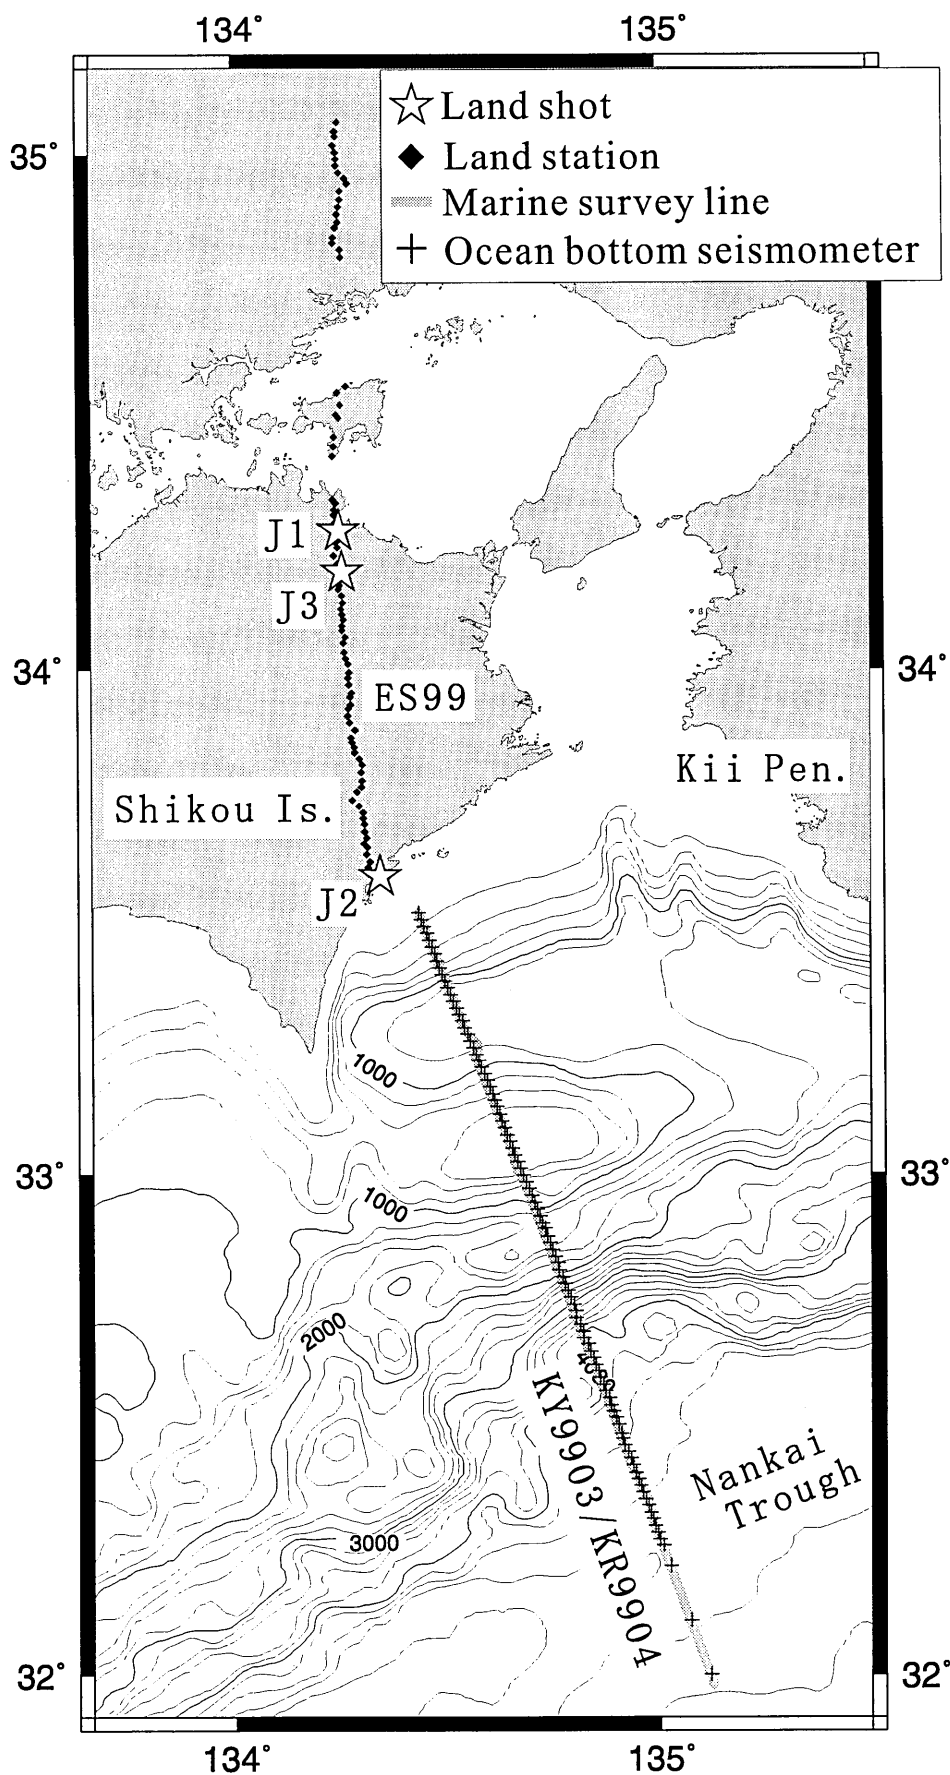 134°
135°
35°
Land shot
Land station
Marine survey line
Ocean bottom seismometer
J1
J3
34°
34°
ES99
Kii Pen.
Shikou Is.
J2
1000
33°
33°
1000
2000
KY9903/KR9904
Nankai
Trough
3000
32°
32°
134°
135°